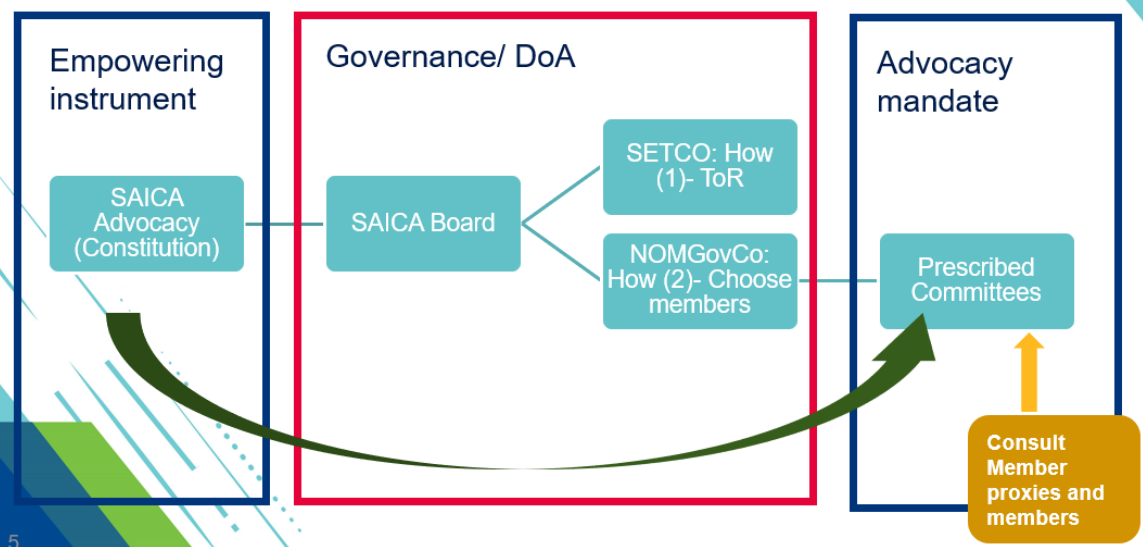 Empowering
instrument
SAICA
Advocacy
(Constitution)
Governance/ DoA
SAICA Board
SETCO: How
(1)- ToR
NOMGovCo:
How (2)- Choose
members
Advocacy
mandate
Prescribed
Committees
Consult
Member
proxies and
members
5